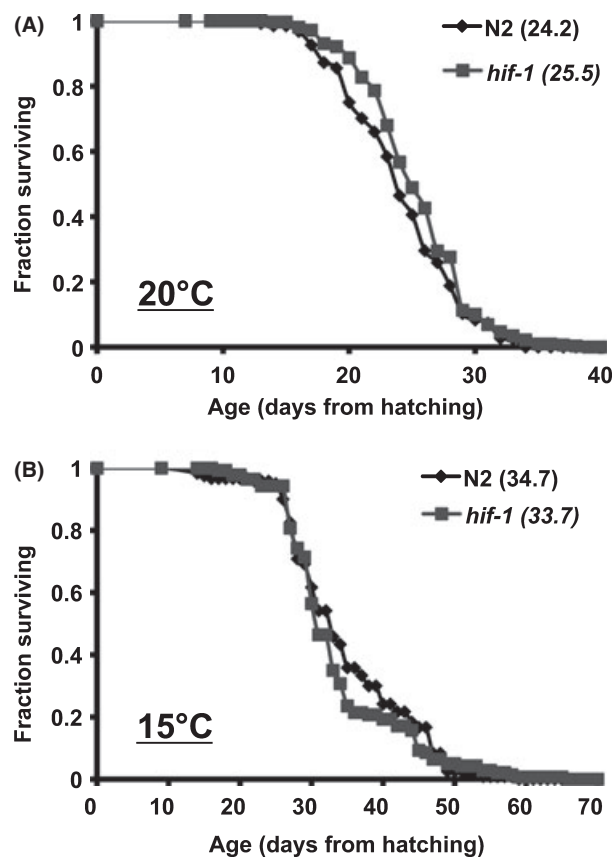 (A)
N2 (24.2)
hif-1 (25.5)
1
0.8
0.6
0.4
0.2
0
Fraction surviving
20°C
0 10 20 30 40
Age (days from hatching)
(B)
N2 (34.7)
hif-1 (33.7)
1
0.8
0.6
0.4
0.2
0
Fraction surviving
15°C
0 10 20 30 40 50 60 70
Age (days from hatching)